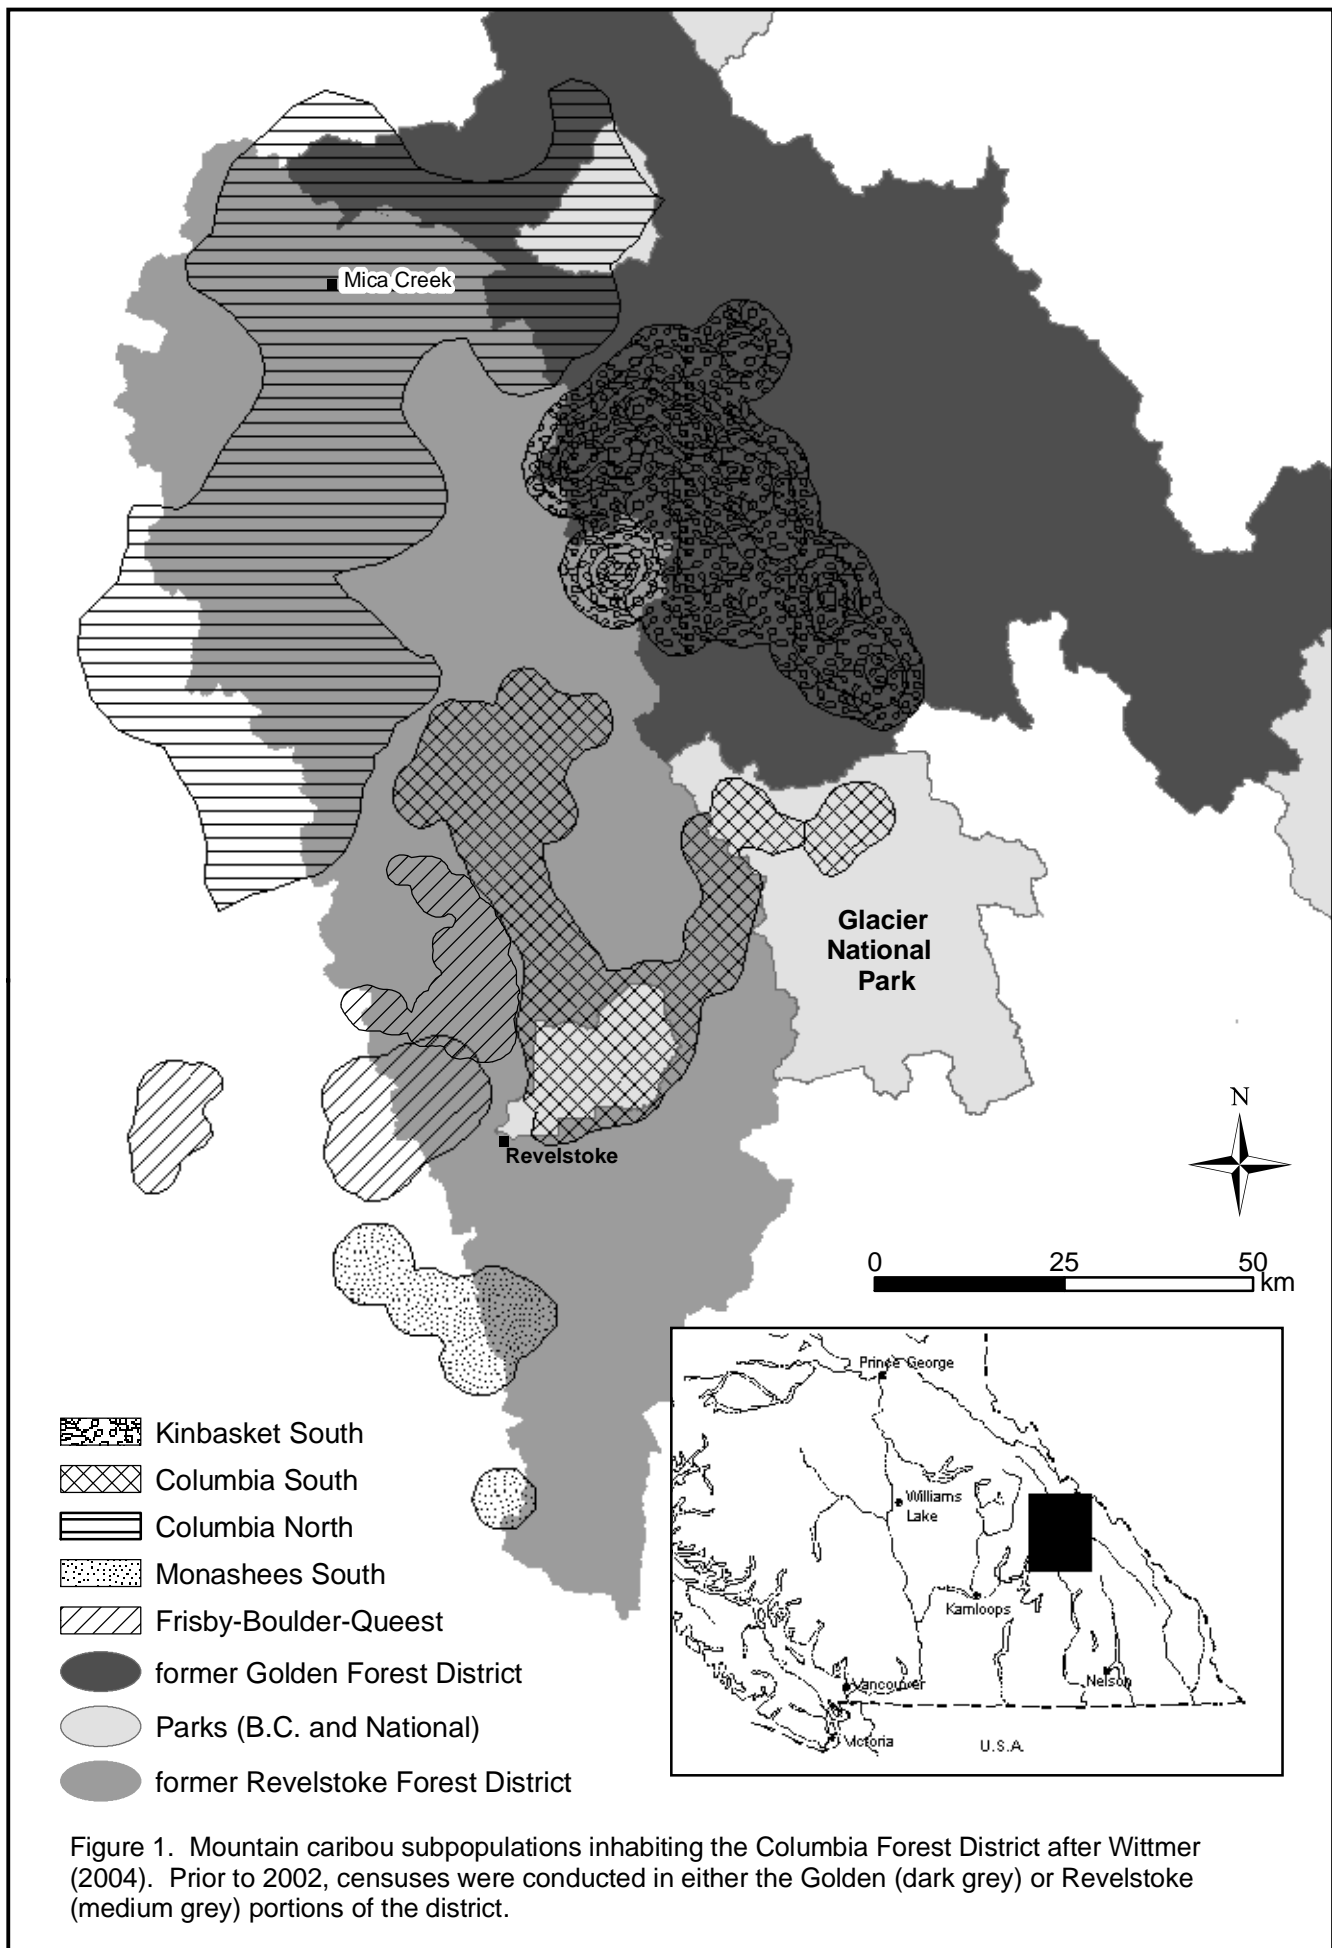 Mica Creek
Glacier
National
Park
Revelstoke
N
0 25 50
km
Prince George
Williams
Lake
Kamloops
Vancouver
Nelson
Victoria
U.S.A.
Kinbasket South
Columbia South
Columbia North
Monashees South
Frisby-Boulder-Queest
former Golden Forest District
Parks (B.C. and National)
former Revelstoke Forest District
Figure 1. Mountain caribou subpopulations inhabiting the Columbia Forest District after Wittmer
(2004). Prior to 2002, censuses were conducted in either the Golden (dark grey) or Revelstoke
(medium grey) portions of the district.